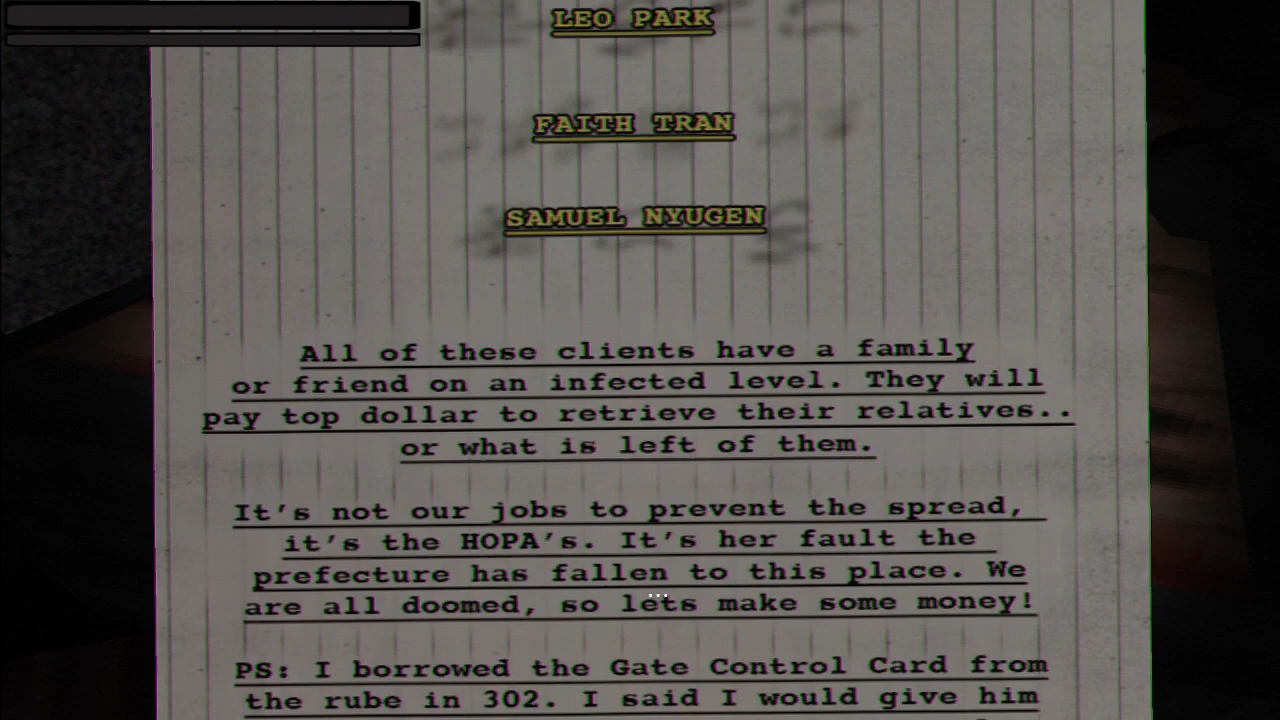 LEO PARK
FAITH TRAN
SAMUEL NYUGEN
All of these clients have a family
or friend on an infected level. They will
pay top dollar to retrieve their relatives..
or what is left of them.
It's not our jobs to prevent the spread,
it's the HOPA's. It's her fault the
prefecture has fallen to this place. We
are all doomed, so lets make some money!
PS: I borrowed the Gate Control Card from
the rube in 302. I said I would give him